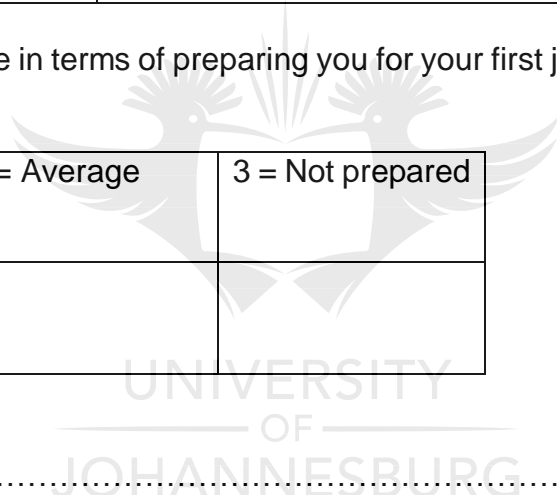 e in terms of preparing you for your first j
= Average 3 = Not prepared
UNIVERSITY
OF
JOHANNESBURG